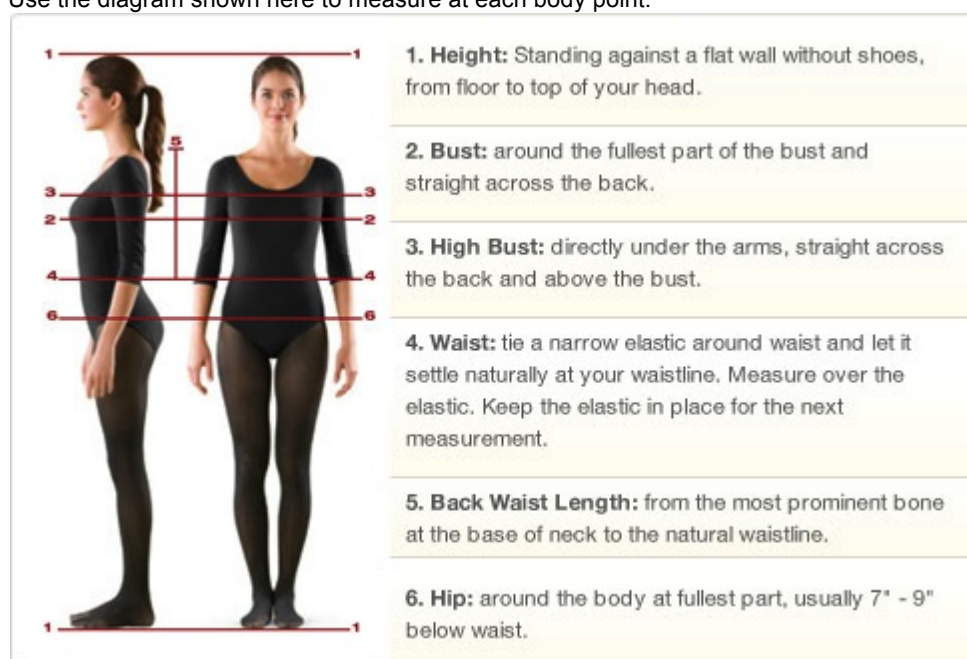 Use the diagram shown here to measure at each body point.
1 1
5
3 3
2 2
4 4
6 6
1 1
1. Height: Standing against a flat wall without shoes,
from floor to top of your head.
2. Bust: around the fullest part of the bust and
straight across the back.
3. High Bust: directly under the arms, straight across
the back and above the bust.
4. Waist: tie a narrow elastic around waist and let it
settle naturally at your waistline. Measure over the
elastic. Keep the elastic in place for the next
measurement.
5. Back Waist Length: from the most prominent bone
at the base of neck to the natural waistline.
6. Hip: around the body at fullest part, usually 7" - 9"
below waist.